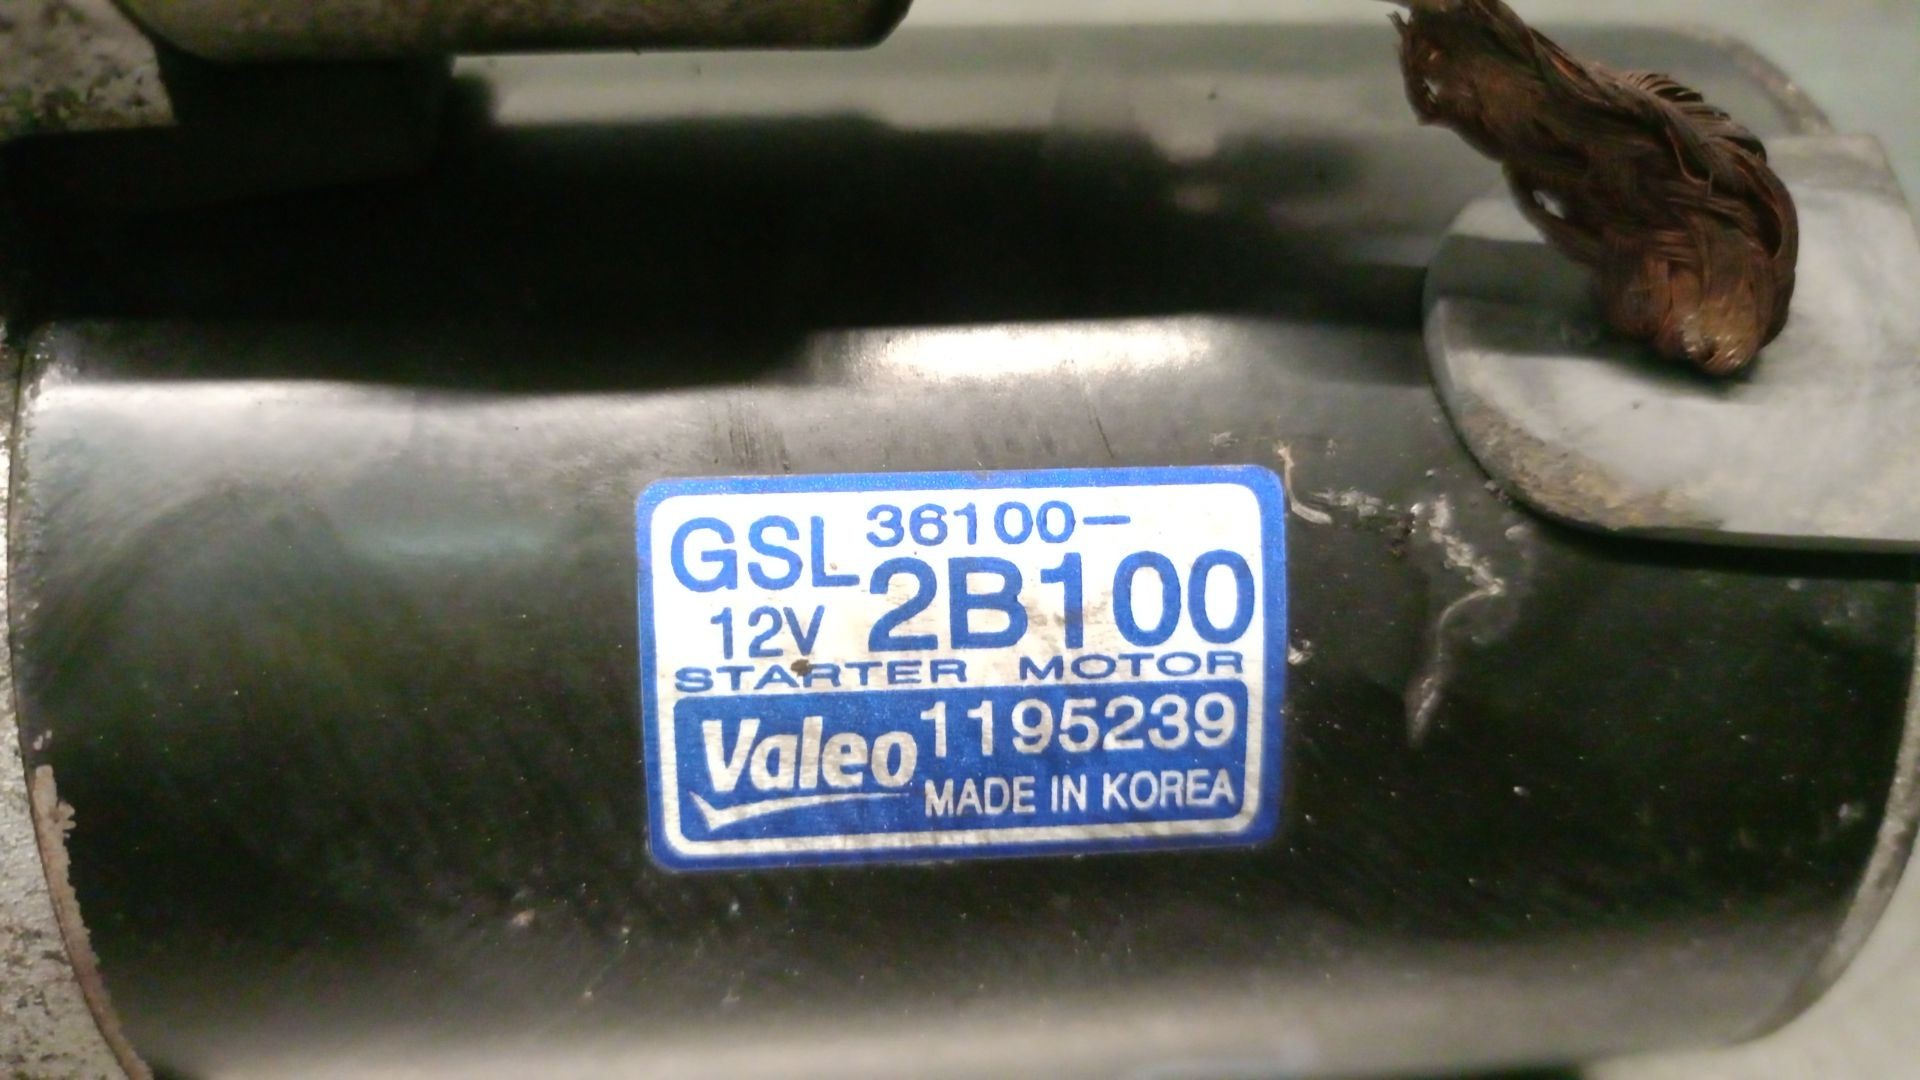 GSL 36100-
12V 2B100
STARTER MOTOR
Valeo 1195239
MADE IN KOREA